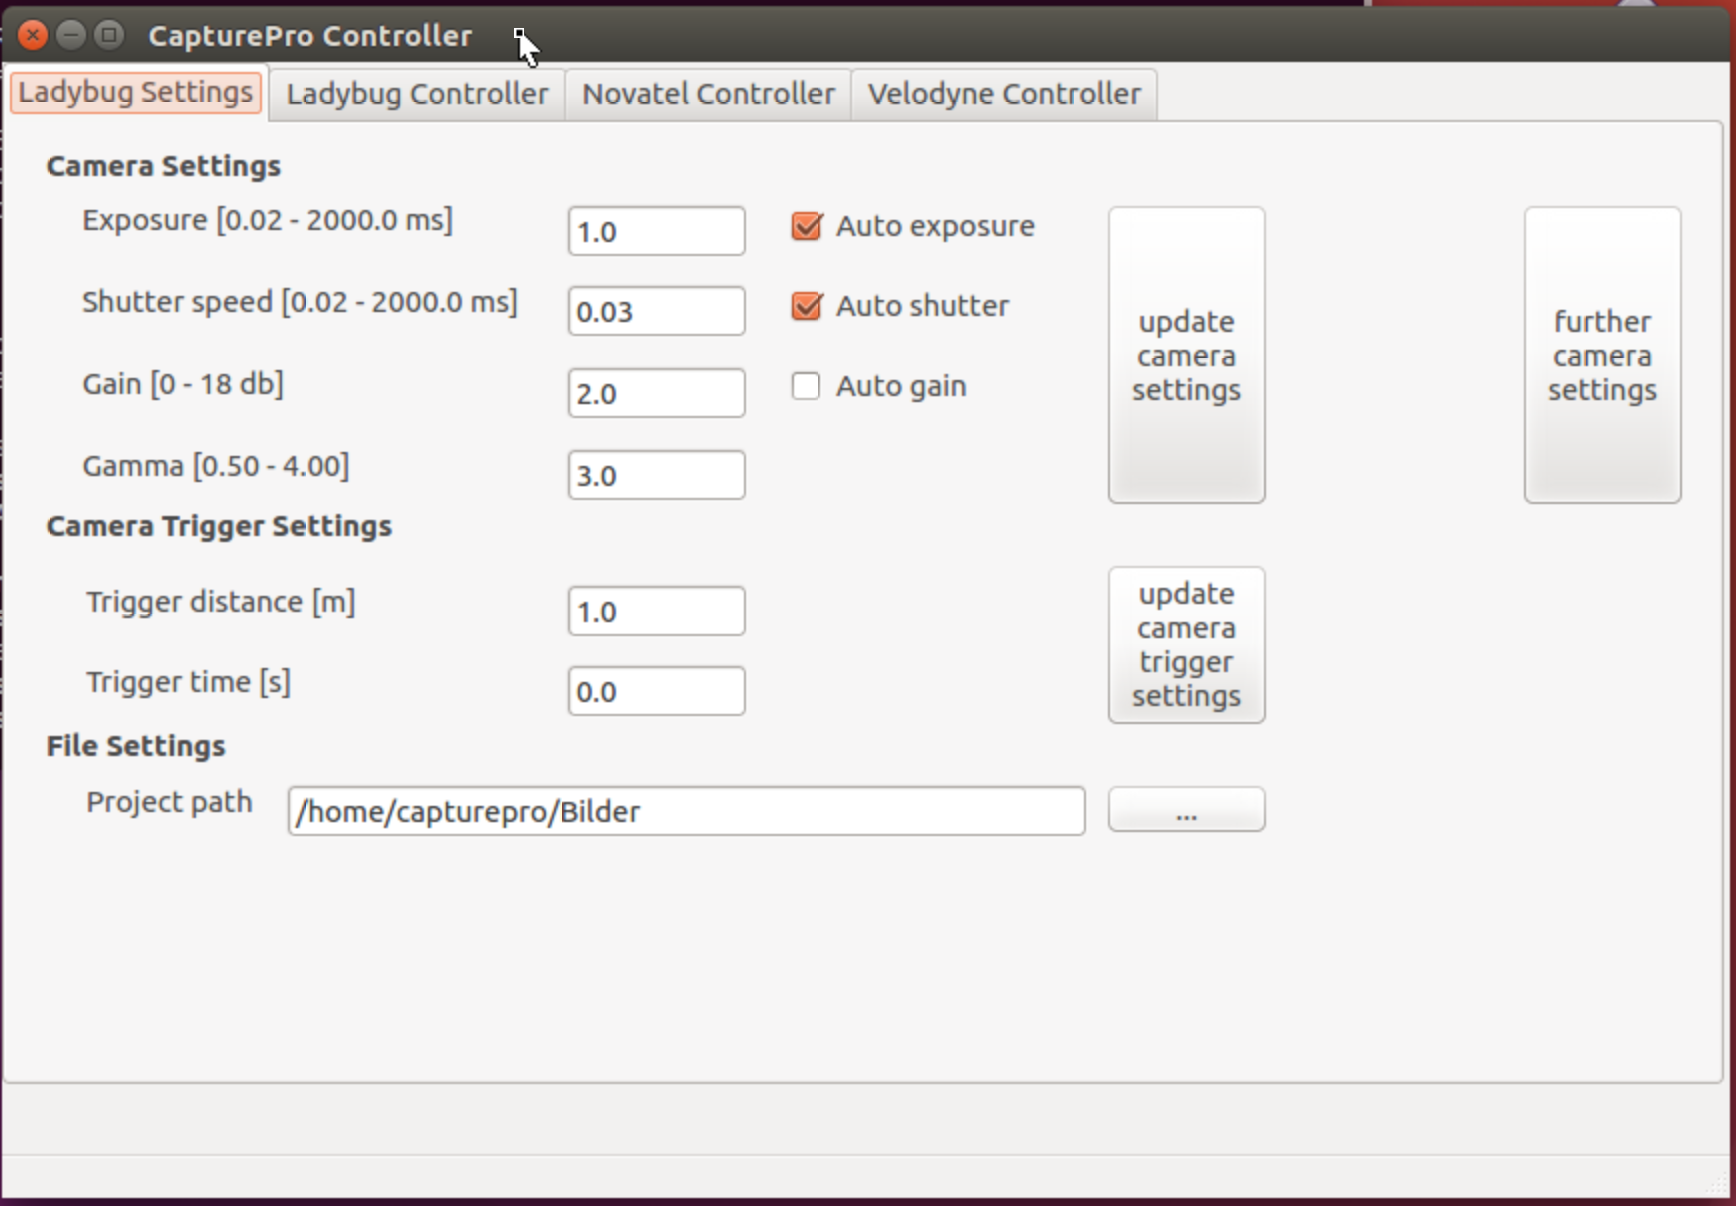 CapturePro Controller
Ladybug Settings
Ladybug Controller
Novatel Controller
Velodyne Controller
Camera Settings
Exposure [0.02 - 2000.0 ms]
1.0
Auto exposure
Shutter speed [0.02 - 2000.0 ms]
0.03
Auto shutter
Gain [0 - 18 db]
2.0
Auto gain
Gamma [0.50 - 4.00]
3.0
update
camera
settings
further
camera
settings
Camera Trigger Settings
Trigger distance [m]
1.0
Trigger time [s]
0.0
update
camera
trigger
settings
File Settings
Project path
/home/capturepro/Bilder
...